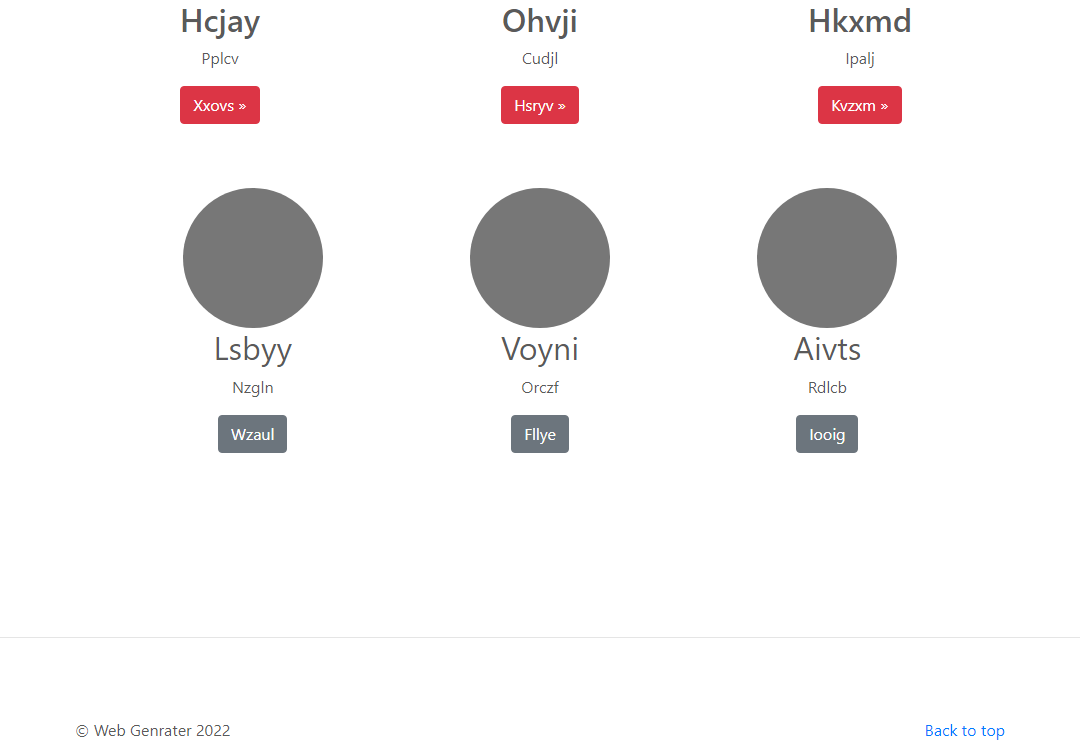 Hcjay Ohvji Hkxmd
Pplcv Cudjl Ipalj
Xxovs » Hsryv » Kvzxm »
Lsbyy Voyni Aivts
Nzgln Orczf Rdlcb
Wzaul Fllye Iooig
© Web Genrater 2022 Back to top